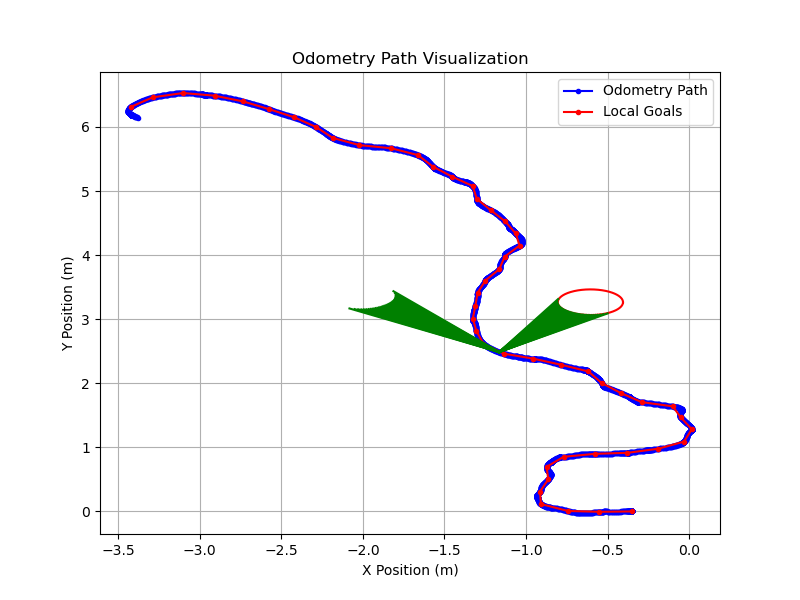 Odometry Path Visualization
Odometry Path
Local Goals
Y Position (m)
6
5
4
3
2
1
0
−3.5 −3.0 −2.5 −2.0 −1.5 −1.0 −0.5 0.0
X Position (m)